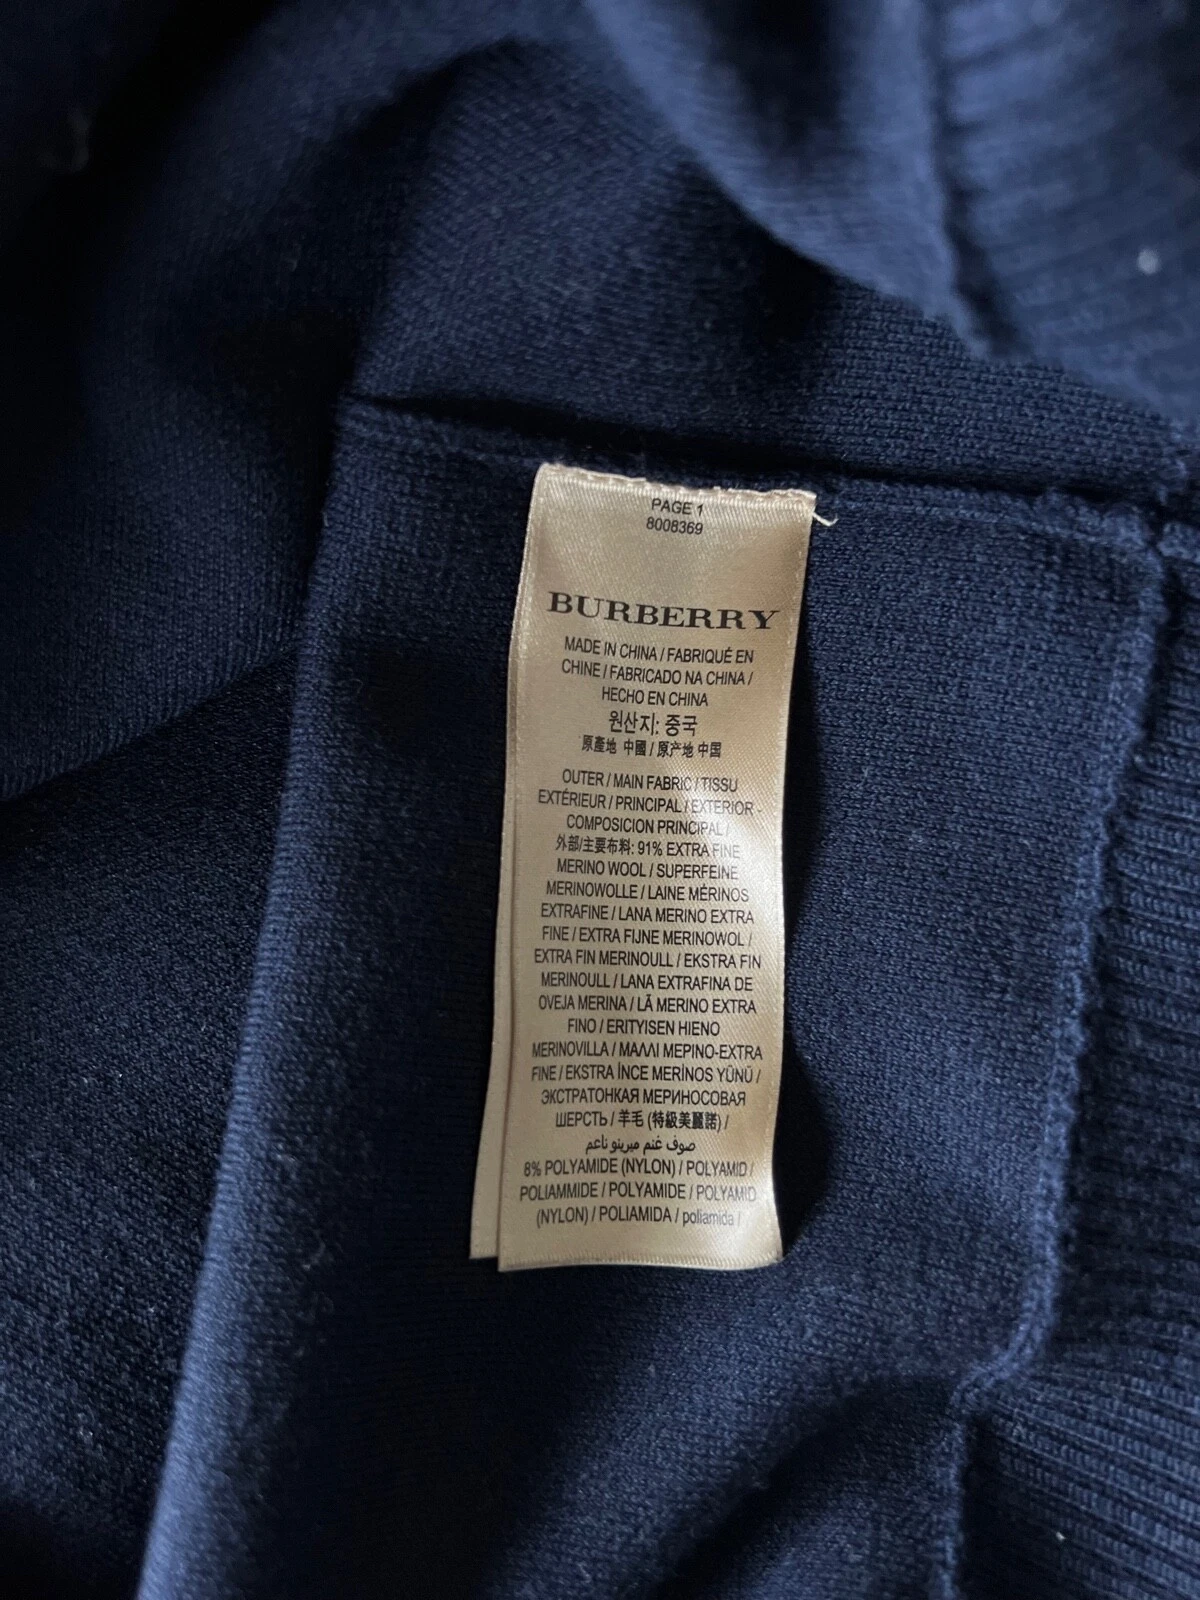 PAGE 1
8008369
BURBERRY
MADE IN CHINA / FABRIQUÉ EN
CHINE / FABRICADO NA CHINA /
HECHO EN CHINA
원산지: 중국
原產地 中國 / 原产地 中国
OUTER / MAIN FABRIC / TISSU
EXTÉRIEUR / PRINCIPAL / EXTERIOR -
COMPOSICION PRINCIPAL /
外部/主要布料: 91% EXTRA FINE
MERINO WOOL / SUPERFEINE
MERINOWOLLE / LAINE MÉRINOS
EXTRAFINE / LANA MERINO EXTRA
FINE / EXTRA FIJNE MERINOWOL /
EXTRA FIN MERINOULL / EKSTRA FIN
MERINOULL / LANA EXTRAFINA DE
OVEJA MERINA / LÃ MERINO EXTRA
FINO / ERITYISEN HIENO
MERINOVILLA / ΜΑΛΛΙ ΜΕΡΙΝΟ-EXTRA
FINE / EKSTRA İNCE MERİNOS YÜNÜ /
ЭКСТРАТОНКАЯ МЕРИНОСОВАЯ
ШЕРСТЬ / 羊毛 (特級美麗諾) /
صوف غنم ميرينو ناعم
8% POLYAMIDE (NYLON) / POLYAMID /
POLIAMMIDE / POLYAMIDE / POLYAMID
(NYLON) / POLIAMIDA / poliamida /